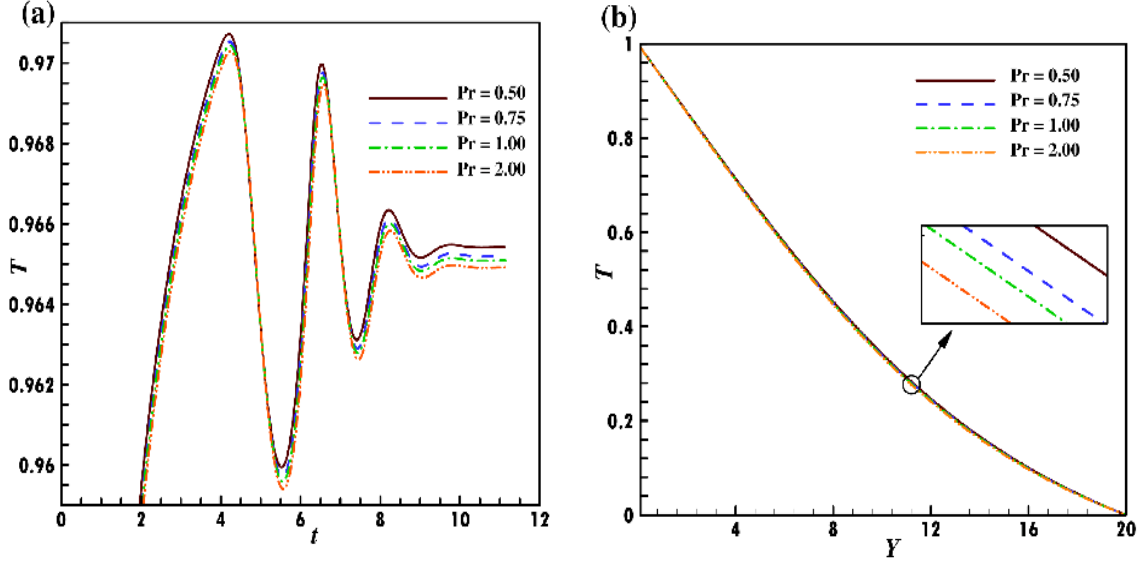 (a)
0.97
0.968
0.966
0.964
0.962
0.96
T
0
2
4
6
8
10
12
t
Pr = 0.50
Pr = 0.75
Pr = 1.00
Pr = 2.00
(b)
1
0.8
0.6
0.4
0.2
0
T
4
8
12
16
20
Y
Pr = 0.50
Pr = 0.75
Pr = 1.00
Pr = 2.00